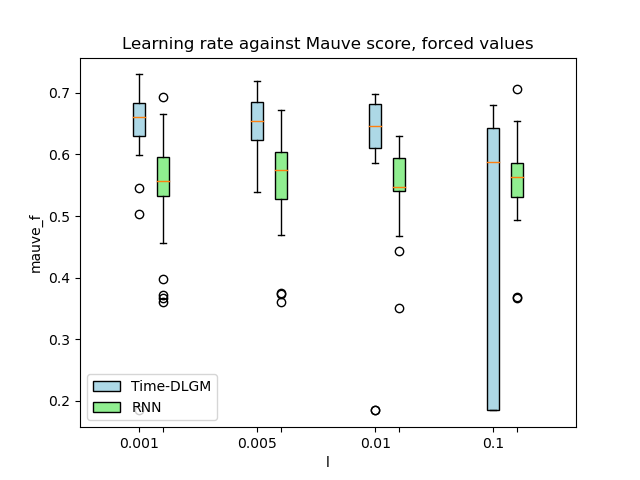 Learning rate against Mauve score, forced values
mauve_f
0.7
0.6
0.5
0.4
0.3
0.2
Time-DLGM
RNN
0.001
0.005
0.01
0.1
l